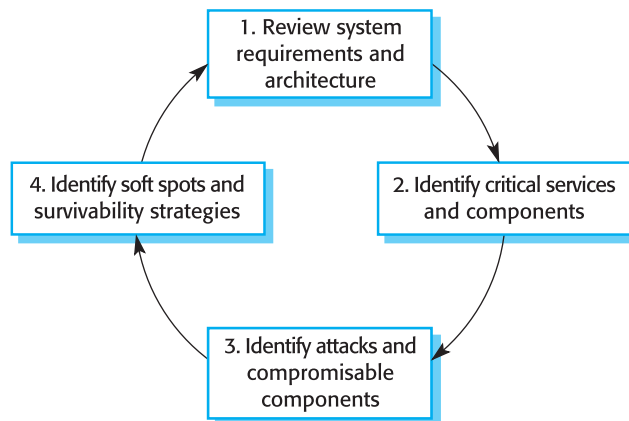 1. Review system
requirements and
architecture
2. Identify critical services
and components
3. Identify attacks and
compromisable
components
4. Identify soft spots and
survivability strategies